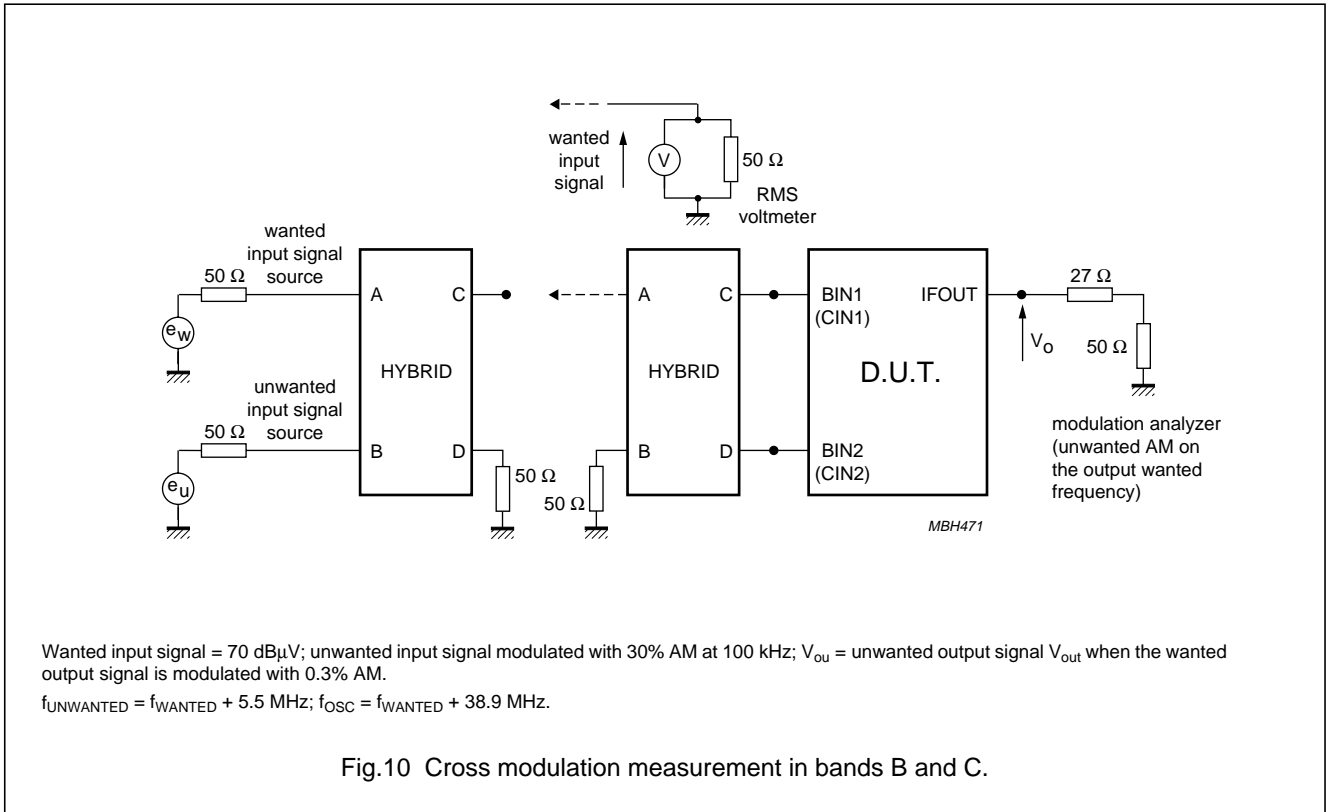 wanted
input
signal
V
50 Ω
RMS
voltmeter
wanted
input signal
source
50 Ω
e_w
unwanted
input signal
source
50 Ω
e_u
A
C
HYBRID
B
D
50 Ω
A
C
HYBRID
B
D
50 Ω
BIN1
(CIN1)
IFOUT
D.U.T.
BIN2
(CIN2)
V_o
27 Ω
50 Ω
modulation analyzer
(unwanted AM on
the output wanted
frequency)
MBH471
Wanted input signal = 70 dBµV; unwanted input signal modulated with 30% AM at 100 kHz; V_ou = unwanted output signal V_out when the wanted
output signal is modulated with 0.3% AM.
f_UNWANTED = f_WANTED + 5.5 MHz; f_OSC = f_WANTED + 38.9 MHz.
Fig.10 Cross modulation measurement in bands B and C.